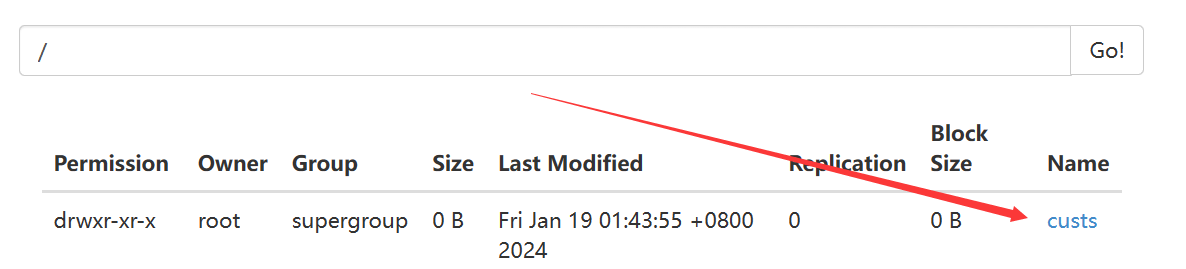 / Go!
Permission Owner Group Size Last Modified Replication Block Size Name
drwxr-xr-x root supergroup 0 B Fri Jan 19 01:43:55 +0800 2024 0 0 B custs